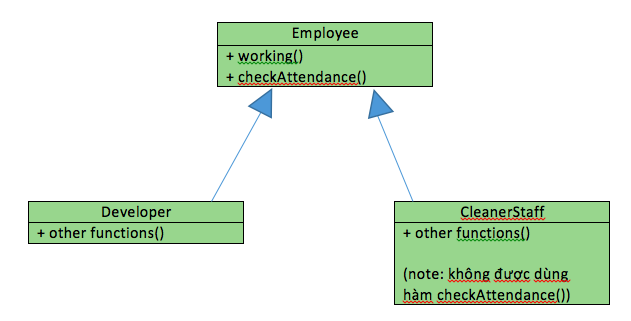 Employee
+ working()
+ checkAttendance()
Developer
+ other functions()
CleanerStaff
+ other functions()
(note: không được dùng
hàm checkAttendance())